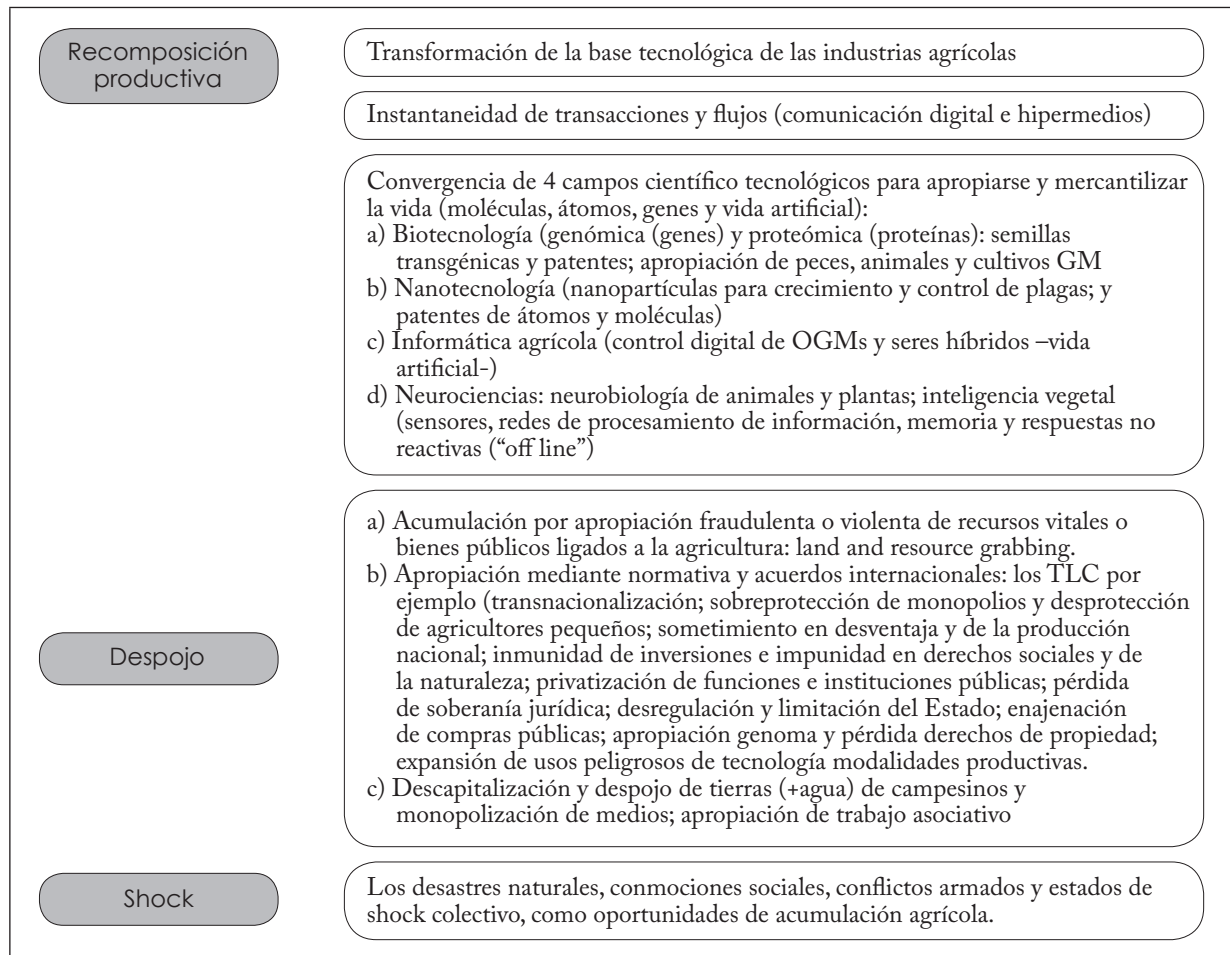 Recomposición
productiva
Transformación de la base tecnológica de las industrias agrícolas
Instantaneidad de transacciones y flujos (comunicación digital e hipermedios)
Convergencia de 4 campos científico tecnológicos para apropiarse y mercantilizar
la vida (moléculas, átomos, genes y vida artificial):
a) Biotecnología (genómica (genes) y proteómica (proteínas): semillas
transgénicas y patentes; apropiación de peces, animales y cultivos GM
b) Nanotecnología (nanopartículas para crecimiento y control de plagas; y
patentes de átomos y moléculas)
c) Informática agrícola (control digital de OGMs y seres híbridos –vida
artificial-)
d) Neurociencias: neurobiología de animales y plantas; inteligencia vegetal
(sensores, redes de procesamiento de información, memoria y respuestas no
reactivas (“off line”)
Despojo
a) Acumulación por apropiación fraudulenta o violenta de recursos vitales o
bienes públicos ligados a la agricultura: land and resource grabbing.
b) Apropiación mediante normativa y acuerdos internacionales: los TLC por
ejemplo (transnacionalización; sobreprotección de monopolios y desprotección
de agricultores pequeños; sometimiento en desventaja y de la producción
nacional; inmunidad de inversiones e impunidad en derechos sociales y de
la naturaleza; privatización de funciones e instituciones públicas; pérdida
de soberanía jurídica; desregulación y limitación del Estado; enajenación
de compras públicas; apropiación genoma y pérdida derechos de propiedad;
expansión de usos peligrosos de tecnología modalidades productivas.
c) Descapitalización y despojo de tierras (+agua) de campesinos y
monopolización de medios; apropiación de trabajo asociativo
Shock
Los desastres naturales, conmociones sociales, conflictos armados y estados de
shock colectivo, como oportunidades de acumulación agrícola.